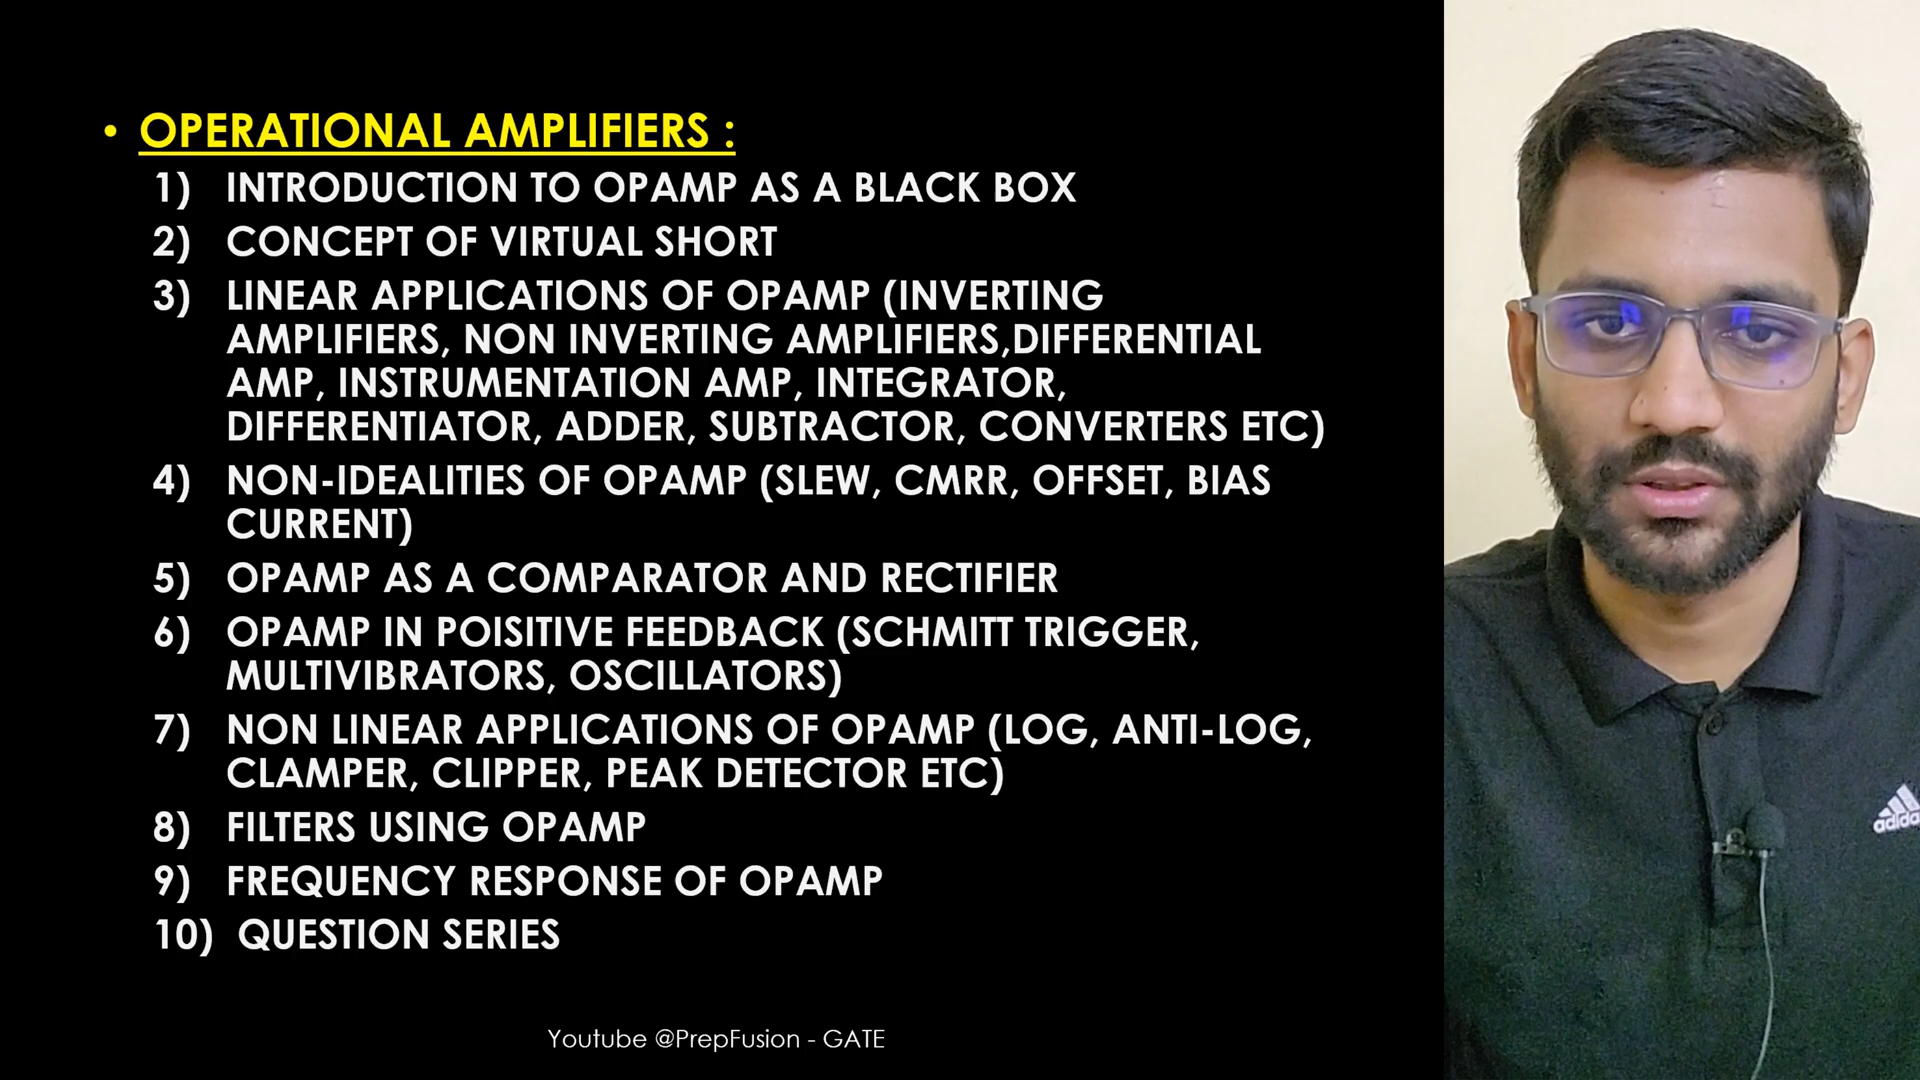 • OPERATIONAL AMPLIFIERS :
1) INTRODUCTION TO OPAMP AS A BLACK BOX
2) CONCEPT OF VIRTUAL SHORT
3) LINEAR APPLICATIONS OF OPAMP (INVERTING
AMPLIFIERS, NON INVERTING AMPLIFIERS,DIFFERENTIAL
AMP, INSTRUMENTATION AMP, INTEGRATOR,
DIFFERENTIATOR, ADDER, SUBTRACTOR, CONVERTERS ETC)
4) NON-IDEALITIES OF OPAMP (SLEW, CMRR, OFFSET, BIAS
CURRENT)
5) OPAMP AS A COMPARATOR AND RECTIFIER
6) OPAMP IN POISITIVE FEEDBACK (SCHMITT TRIGGER,
MULTIVIBRATORS, OSCILLATORS)
7) NON LINEAR APPLICATIONS OF OPAMP (LOG, ANTI-LOG,
CLAMPER, CLIPPER, PEAK DETECTOR ETC)
8) FILTERS USING OPAMP
9) FREQUENCY RESPONSE OF OPAMP
10) QUESTION SERIES
Youtube @PrepFusion - GATE
adidas